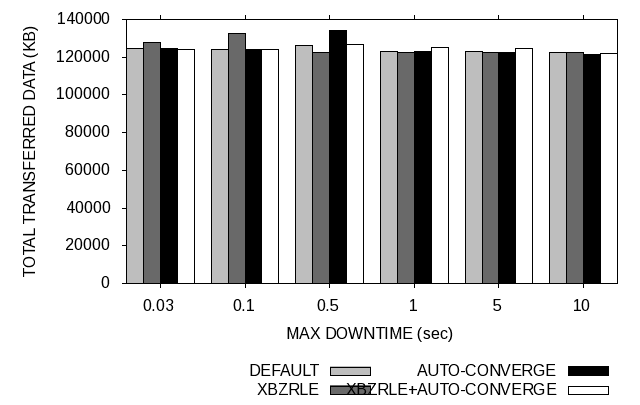 TOTAL TRANSFERRED DATA (KB)
140000
120000
100000
80000
60000
40000
20000
0
0.03 0.1 0.5 1 5 10
MAX DOWNTIME (sec)
DEFAULT AUTO-CONVERGE
XBZRLE XBZRLE+AUTO-CONVERGE